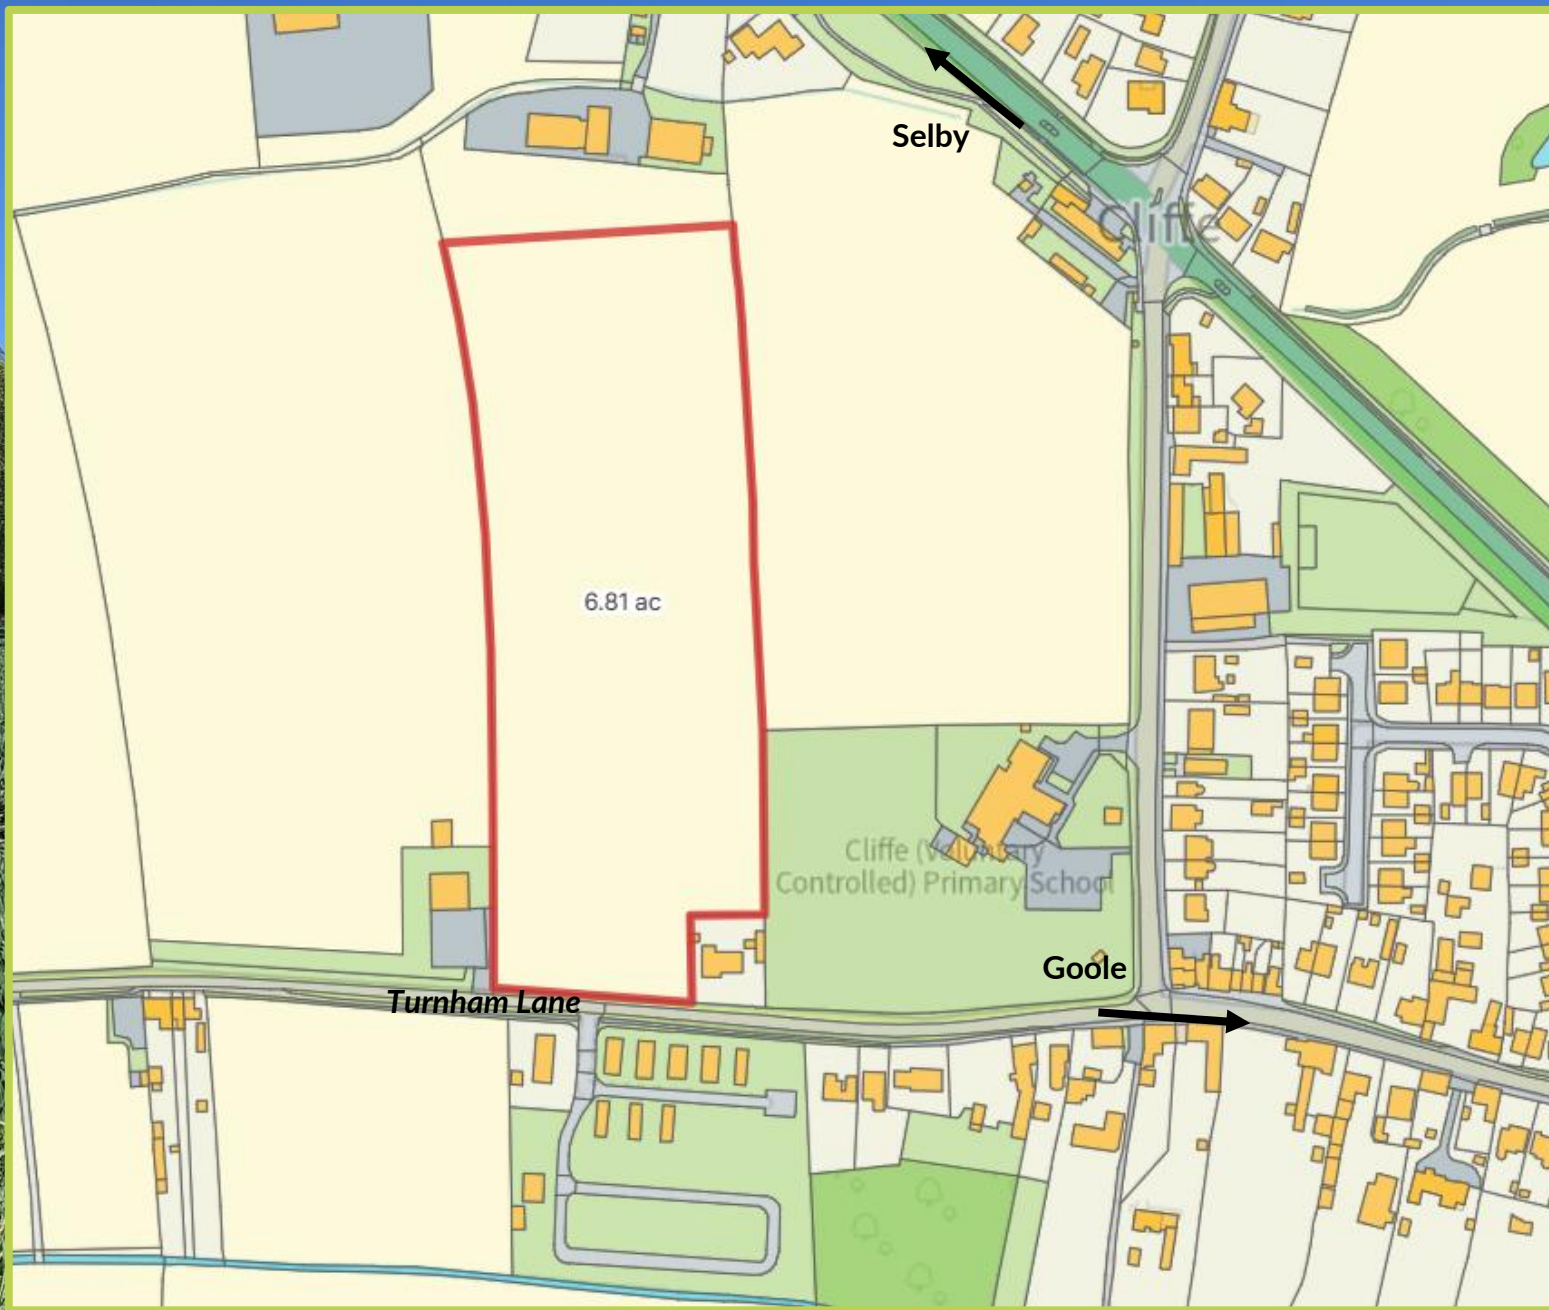 Selby
Cliffe
6.81 ac
Cliffe (Voluntary
Controlled) Primary School
Goole
Turnham Lane